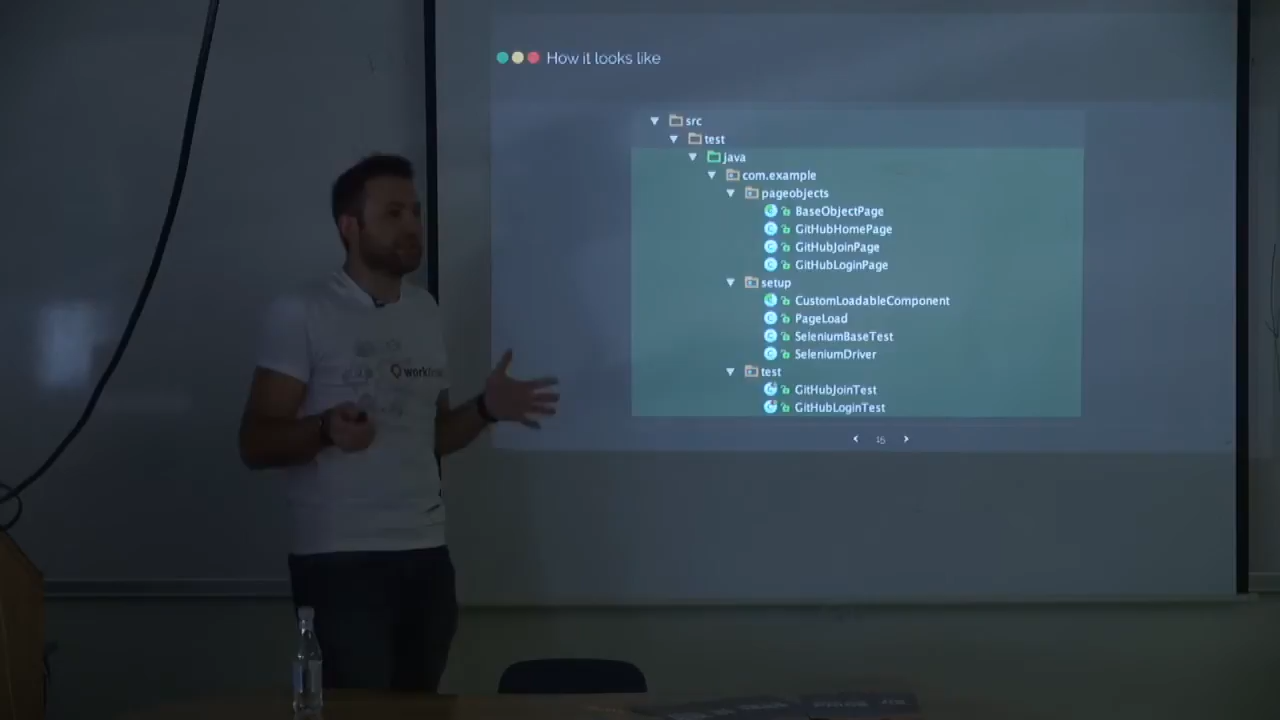 How it looks like
src
test
java
com.example
pageobjects
BaseObjectPage
GitHubHomePage
GitHubJoinPage
GitHubLoginPage
setup
CustomLoadableComponent
PageLoad
SeleniumBaseTest
SeleniumDriver
test
GitHubJoinTest
GitHubLoginTest
15